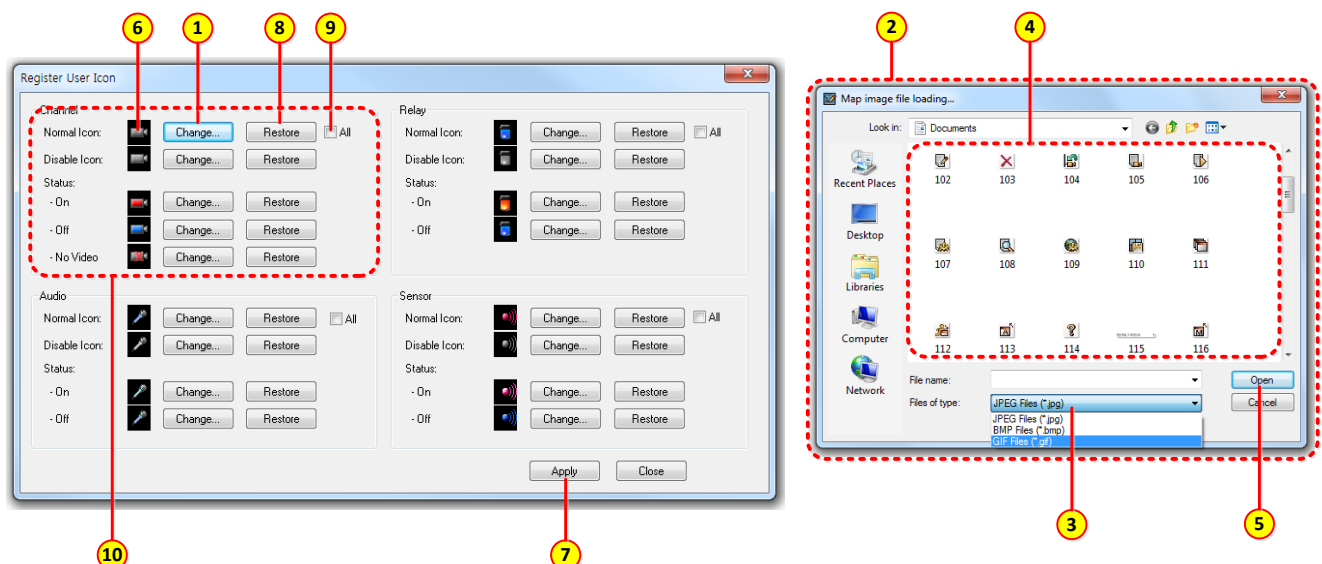 6 1 8 9 2 4
Register User Icon
Channel
Normal Icon: Change... Restore All
Disable Icon: Change... Restore
Status:
- On Change... Restore
- Off Change... Restore
- No Video Change... Restore
Relay
Normal Icon: Change... Restore All
Disable Icon: Change... Restore
Status:
- On Change... Restore
- Off Change... Restore
Audio
Normal Icon: Change... Restore All
Disable Icon: Change... Restore
Status:
- On Change... Restore
- Off Change... Restore
Sensor
Normal Icon: Change... Restore All
Disable Icon: Change... Restore
Status:
- On Change... Restore
- Off Change... Restore
Apply Close
10 7
Map image file loading...
Look in: Documents
Recent Places
Desktop
Libraries
Computer
Network
102 103 104 105 106
107 108 109 110 111
112 113 114 115 116
File name: Open
Files of type: JPEG Files (*.jpg) Cancel
JPEG Files (*.jpg)
BMP Files (*.bmp)
GIF Files (*.gif)
3 5